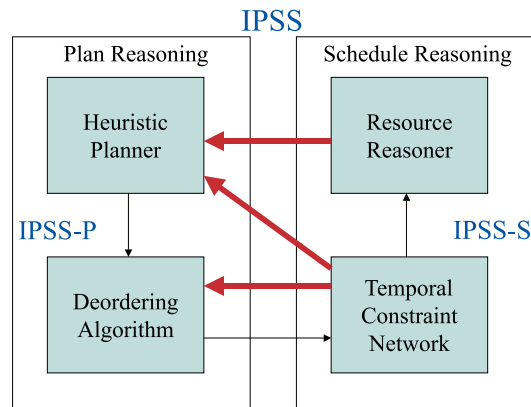 IPSS
Plan Reasoning
Schedule Reasoning
Heuristic
Planner
Resource
Reasoner
IPSS-P
IPSS-S
Deordering
Algorithm
Temporal
Constraint
Network